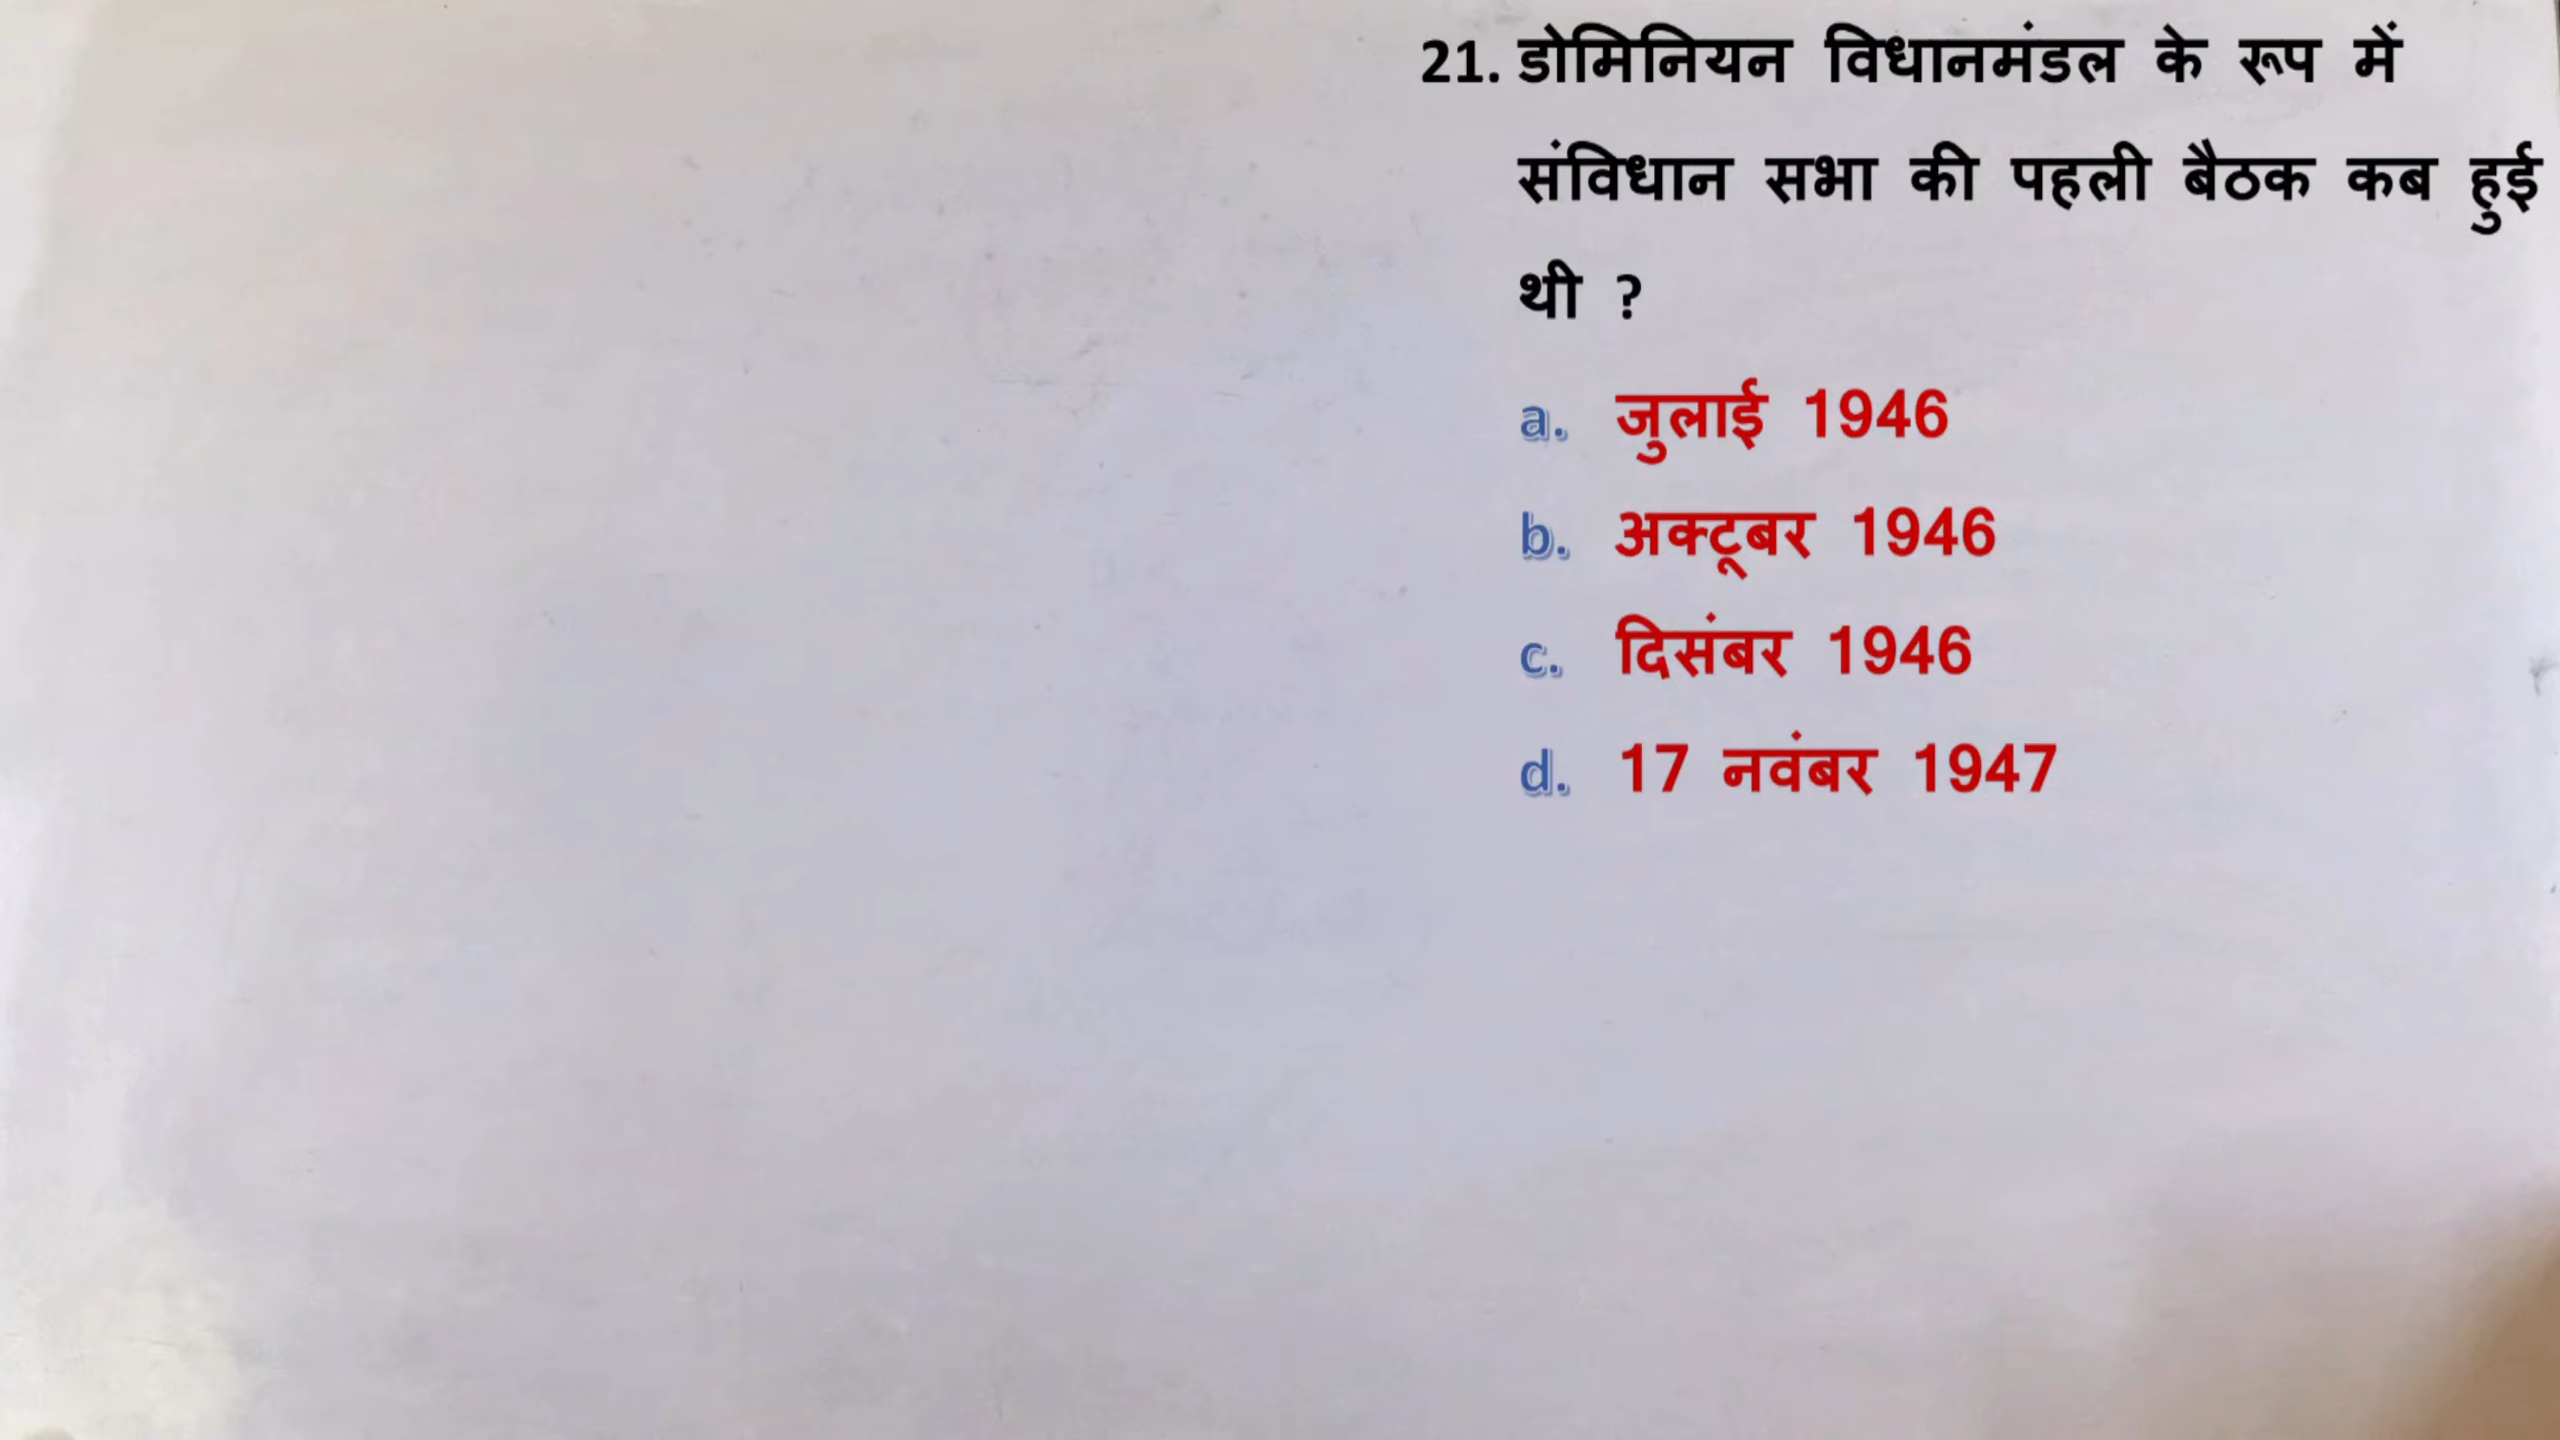 21. डोमिनियन विधानमंडल के रूप में
संविधान सभा की पहली बैठक कब हुई
थी ?
a. जुलाई 1946
b. अक्टूबर 1946
c. दिसंबर 1946
d. 17 नवंबर 1947